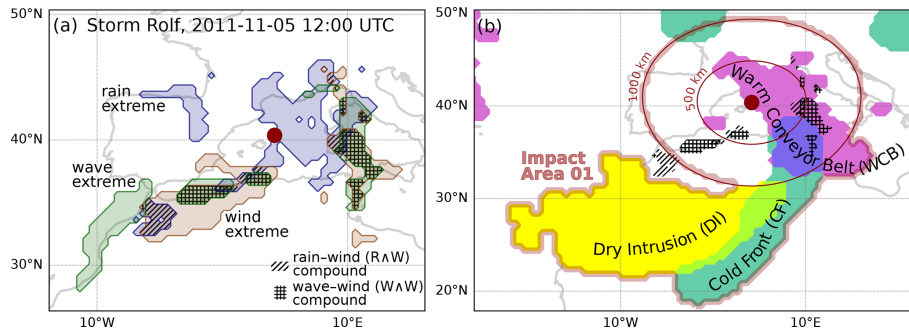 (a) Storm Rolf, 2011-11-05 12:00 UTC
50°N
40°N
30°N
10°W
10°E
rain
extreme
wave
extreme
wind
extreme
rain–wind (R∧W)
compound
wave–wind (W∧W)
compound
(b)
50°N
40°N
30°N
20°N
10°W
10°E
1000 km
500 km
Warm Conveyor Belt (WCB)
Impact
Area 01
Dry Intrusion (DI)
Cold Front (CF)